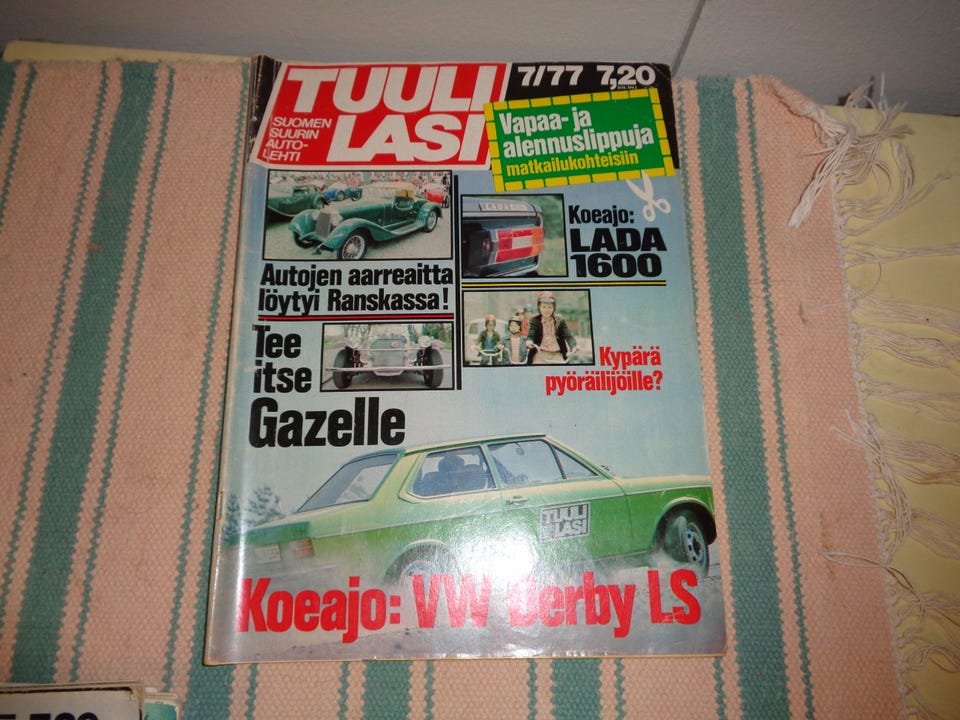 TUULI
LASI
SUOMEN
SUURIN
AUTO-
LEHTI
7/77 7,20
Vapaa- ja
alennuslippuja
matkailukohteisiin
LADA
Koeajo:
LADA
1600
Autojen aarreaitta
löytyi Ranskassa!
Tee
itse
Gazelle
Kypärä
pyöräilijöille?
TUULI
LASI
Koeajo: VW Derby LS